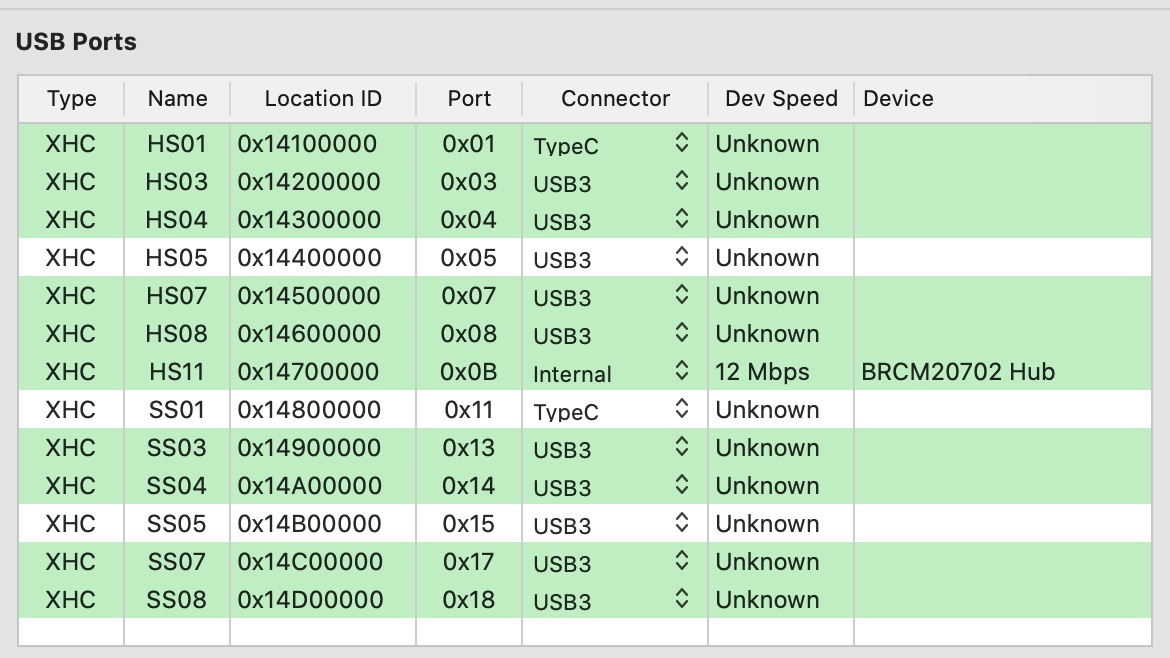 USB Ports
Type Name Location ID Port Connector Dev Speed Device
XHC HS01 0x14100000 0x01 TypeC Unknown
XHC HS03 0x14200000 0x03 USB3 Unknown
XHC HS04 0x14300000 0x04 USB3 Unknown
XHC HS05 0x14400000 0x05 USB3 Unknown
XHC HS07 0x14500000 0x07 USB3 Unknown
XHC HS08 0x14600000 0x08 USB3 Unknown
XHC HS11 0x14700000 0x0B Internal 12 Mbps BRCM20702 Hub
XHC SS01 0x14800000 0x11 TypeC Unknown
XHC SS03 0x14900000 0x13 USB3 Unknown
XHC SS04 0x14A00000 0x14 USB3 Unknown
XHC SS05 0x14B00000 0x15 USB3 Unknown
XHC SS07 0x14C00000 0x17 USB3 Unknown
XHC SS08 0x14D00000 0x18 USB3 Unknown